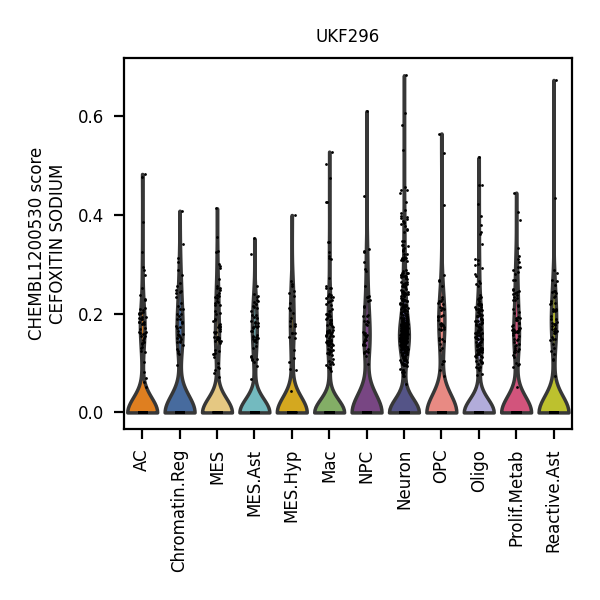 UKF296
CHEMBL1200530 score
CEFOXITIN SODIUM
0.6
0.4
0.2
0.0
AC
Chromatin.Reg
MES
MES.Ast
MES.Hyp
Mac
NPC
Neuron
OPC
Oligo
Prolif.Metab
Reactive.Ast